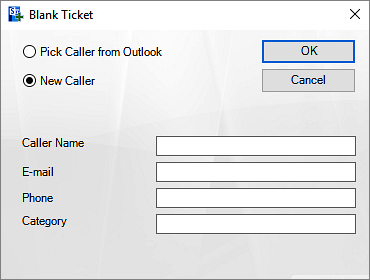 Blank Ticket
Pick Caller from Outlook
OK
New Caller
Cancel
Caller Name
E-mail
Phone
Category